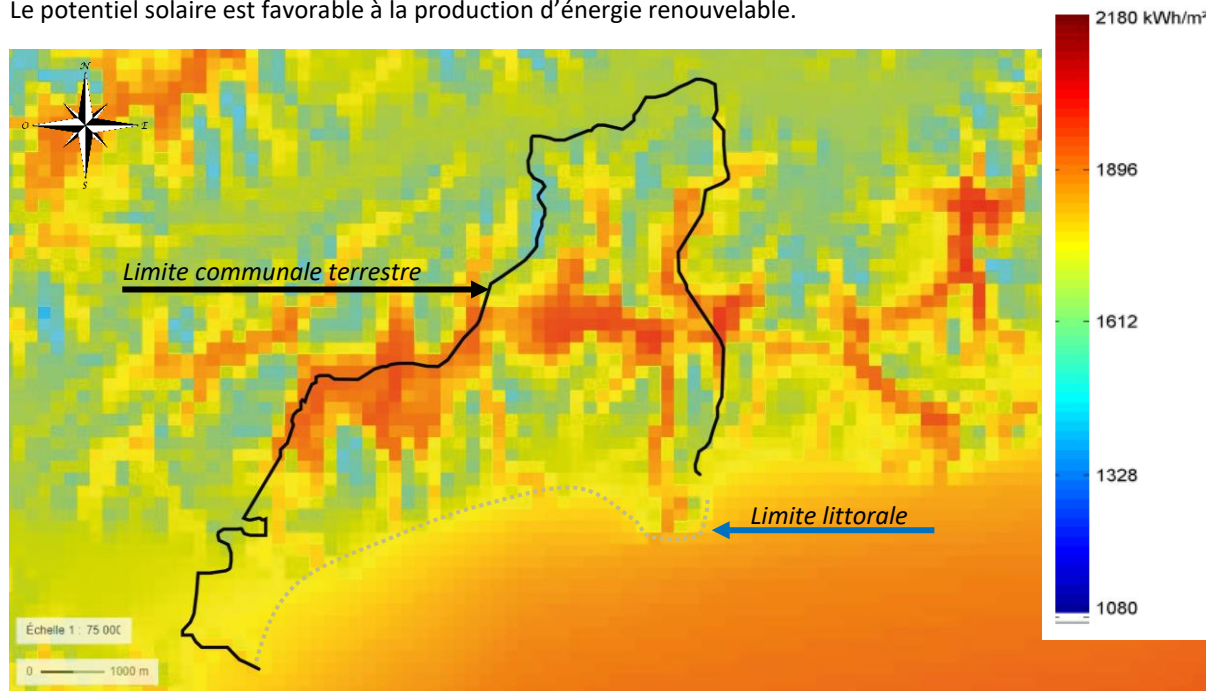 Le potentiel solaire est favorable à la production d’énergie renouvelable.
2180 kWh/m²
N
O
E
S
1896
Limite communale terrestre
1612
1328
Limite littorale
1080
Échelle 1 : 75 000
0 1000 m